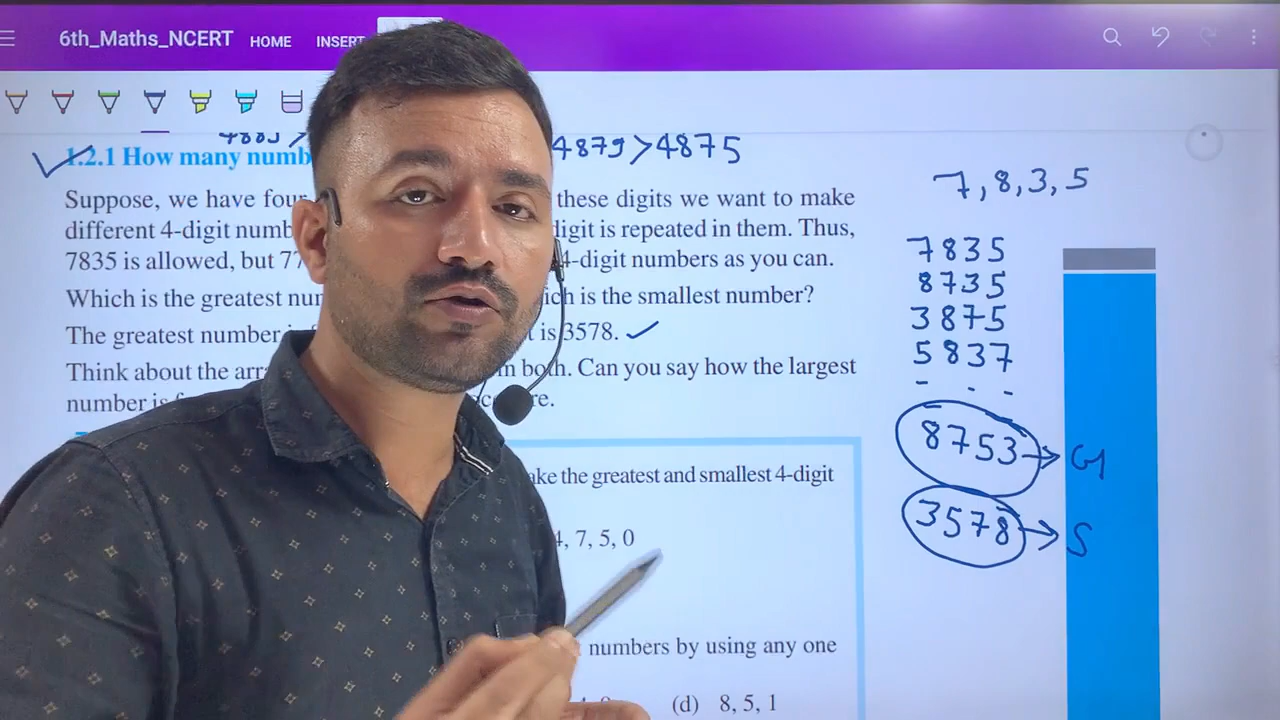 6th_Maths_NCERT HOME INSERT
4879>4875
1.2.1 How many numb
7, 8, 3, 5
Suppose, we have four these digits we want to make
different 4-digit numb digit is repeated in them. Thus,
7835 is allowed, but 77 4-digit numbers as you can.
Which is the greatest num ich is the smallest number?
The greatest number is 3578.
Think about the arr both. Can you say how the largest
number is
7835
8735
3875
5837
- - -
8753 → G
3578 → S
ake the greatest and smallest 4-digit
4, 7, 5, 0
numbers by using any one
(d) 8, 5, 1